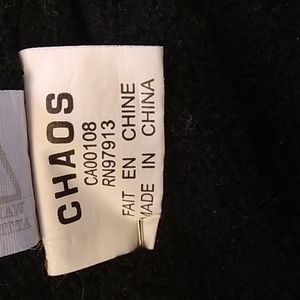 CHAOS
CA00108
RN97913
FAIT EN CHINE
MADE IN CHINA